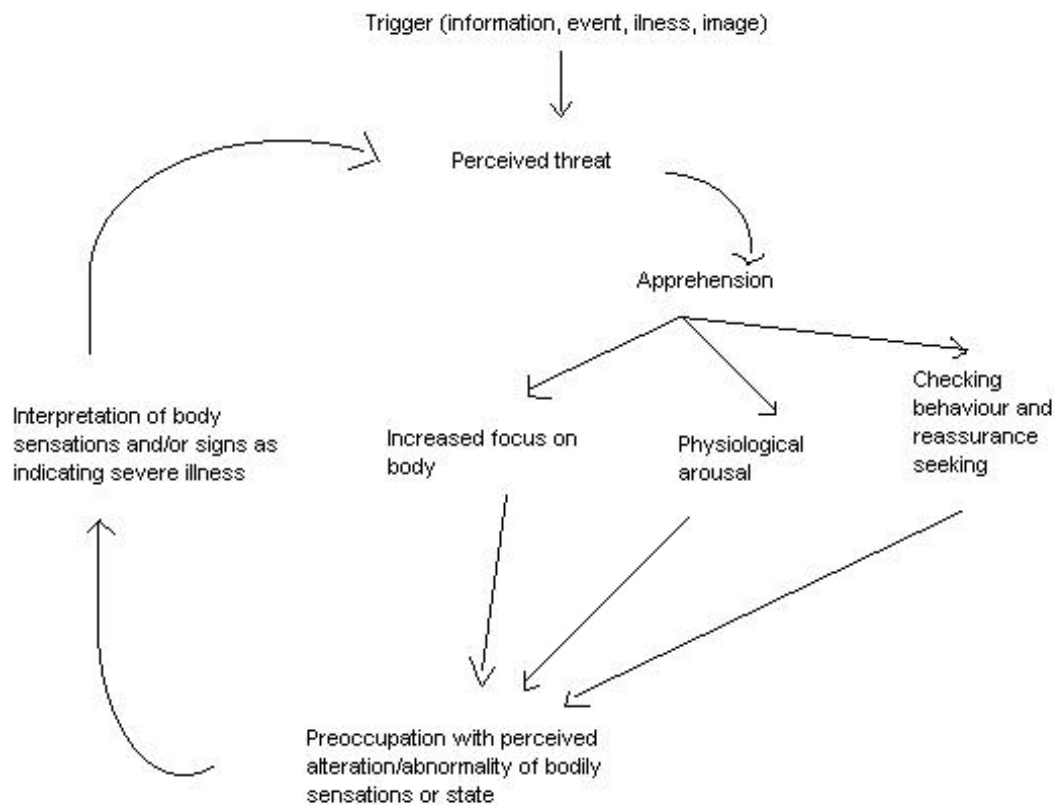 Trigger (information, event, ilness, image)
Perceived threat
Apprehension
Checking
behaviour and
reassurance
seeking
Interpretation of body
sensations and/or signs as
indicating severe illness
Increased focus on
body
Physiological
arousal
Preoccupation with perceived
alteration/abnormality of bodily
sensations or state